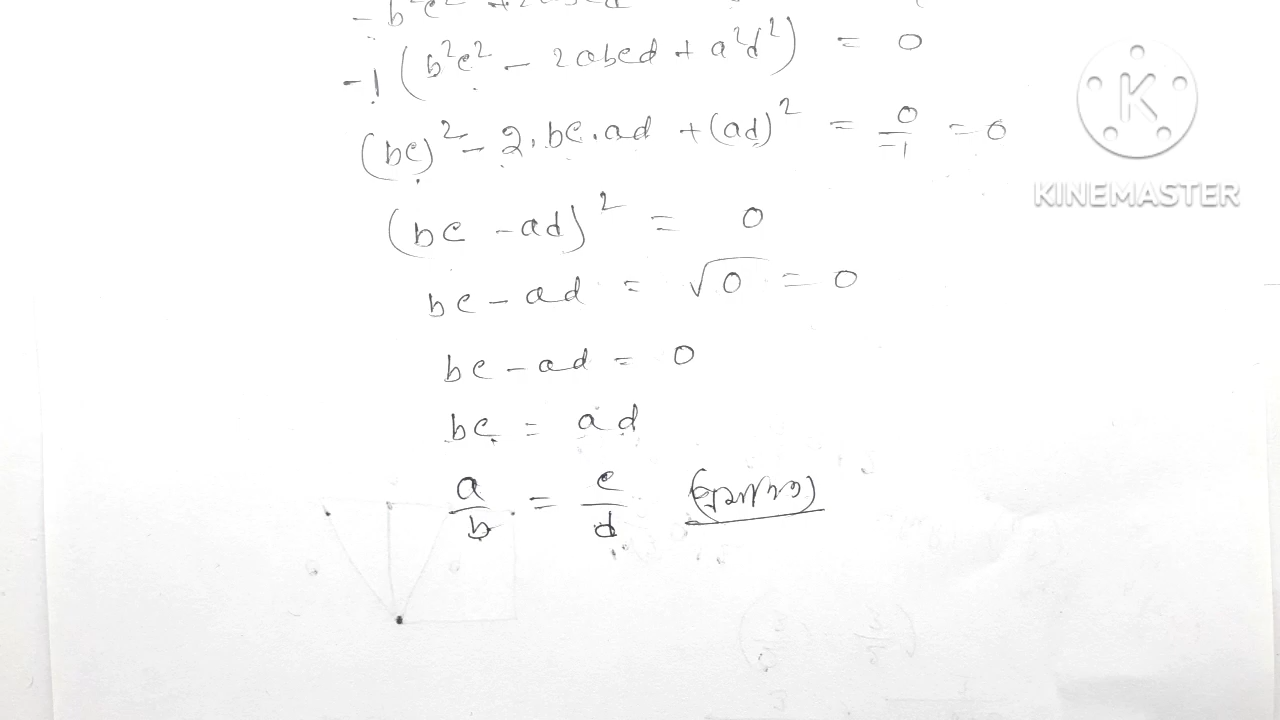 -1 (b²c² - 2abcd + a²d²) = 0
(bc)² - 2.bc.ad + (ad)² = 0/-1 = 0
KINEMASTER
(bc - ad)² = 0
bc - ad = √0 = 0
bc - ad = 0
bc = ad
a/b = c/d (প্রমাণিত)